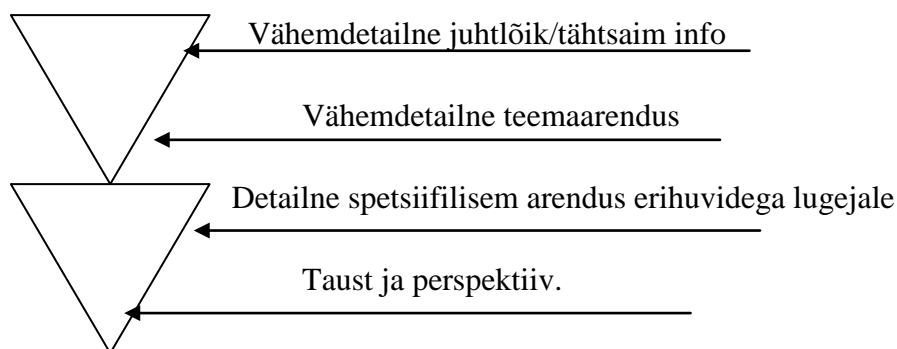 Vähemdetailne juhtlõik/tähtsaim info
Vähemdetailne teemaarendus
Detailne spetsiifilisem arendus erihuvidega lugejale
Taust ja perspektiiv.